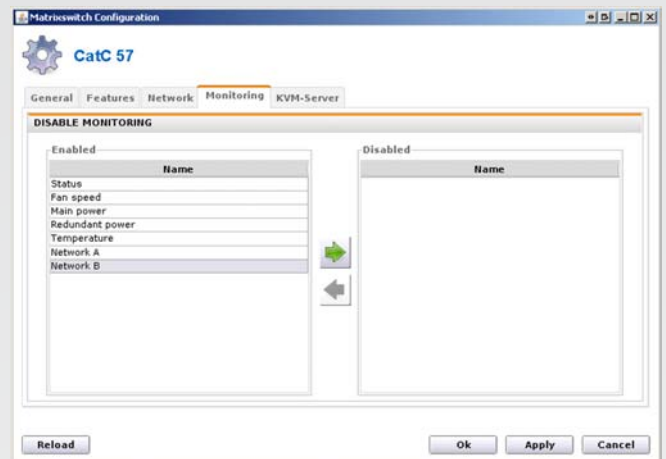 Matrixswitch Configuration
CatC 57
General Features Network Monitoring KVM-Server
DISABLE MONITORING
Enabled
Name
Status
Fan speed
Main power
Redundant power
Temperature
Network A
Network B
Disabled
Name
Reload Ok Apply Cancel